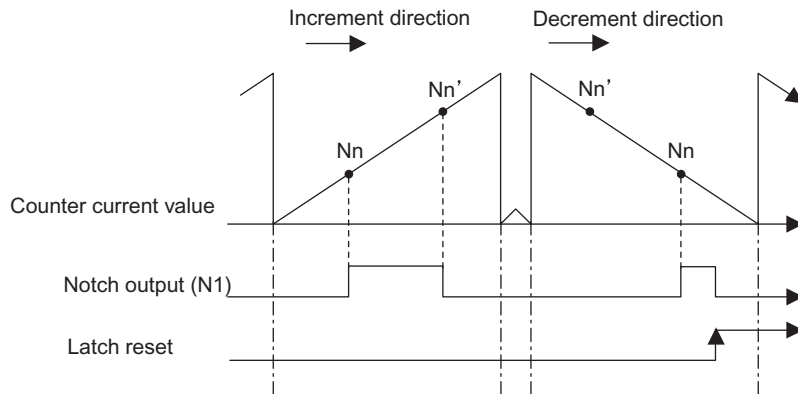 Increment direction
Decrement direction
Nn’
Nn’
Nn
Nn
Counter current value
Notch output (N1)
Latch reset